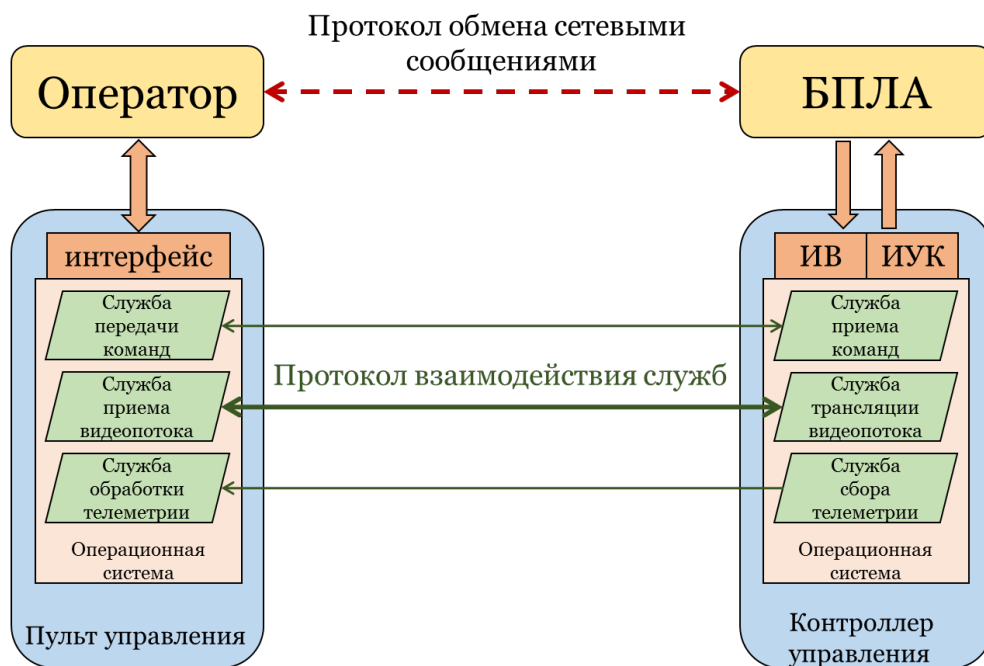 Протокол обмена сетевыми
сообщениями
Оператор
БПЛА
интерфейс
ИВ
ИУК
Служба
передачи
команд
Служба
приема
команд
Протокол взаимодействия служб
Служба
приема
видеопотока
Служба
трансляции
видеопотока
Служба
обработки
телеметрии
Служба
сбора
телеметрии
Операционная
система
Операционная
система
Пульт управления
Контроллер
управления